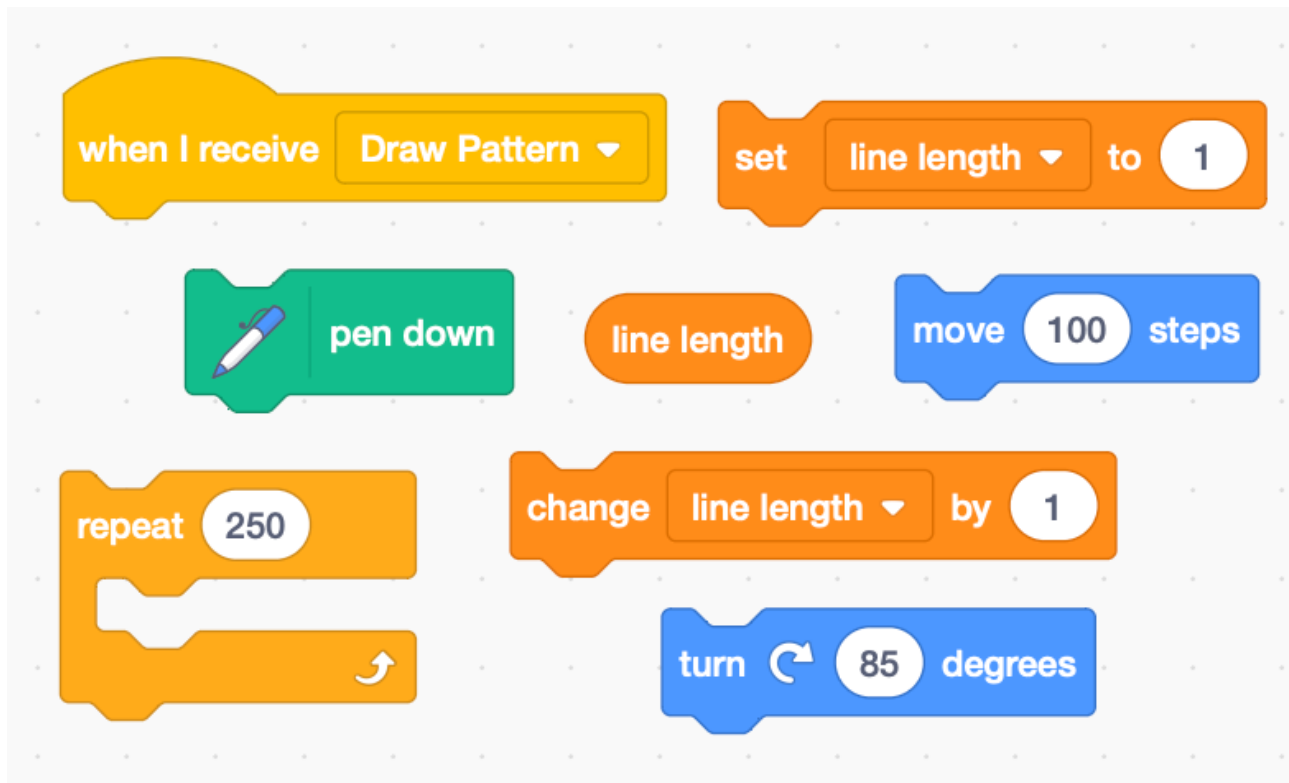 when I receive Draw Pattern
set line length to 1
pen down
line length
move 100 steps
repeat 250
change line length by 1
turn 85 degrees